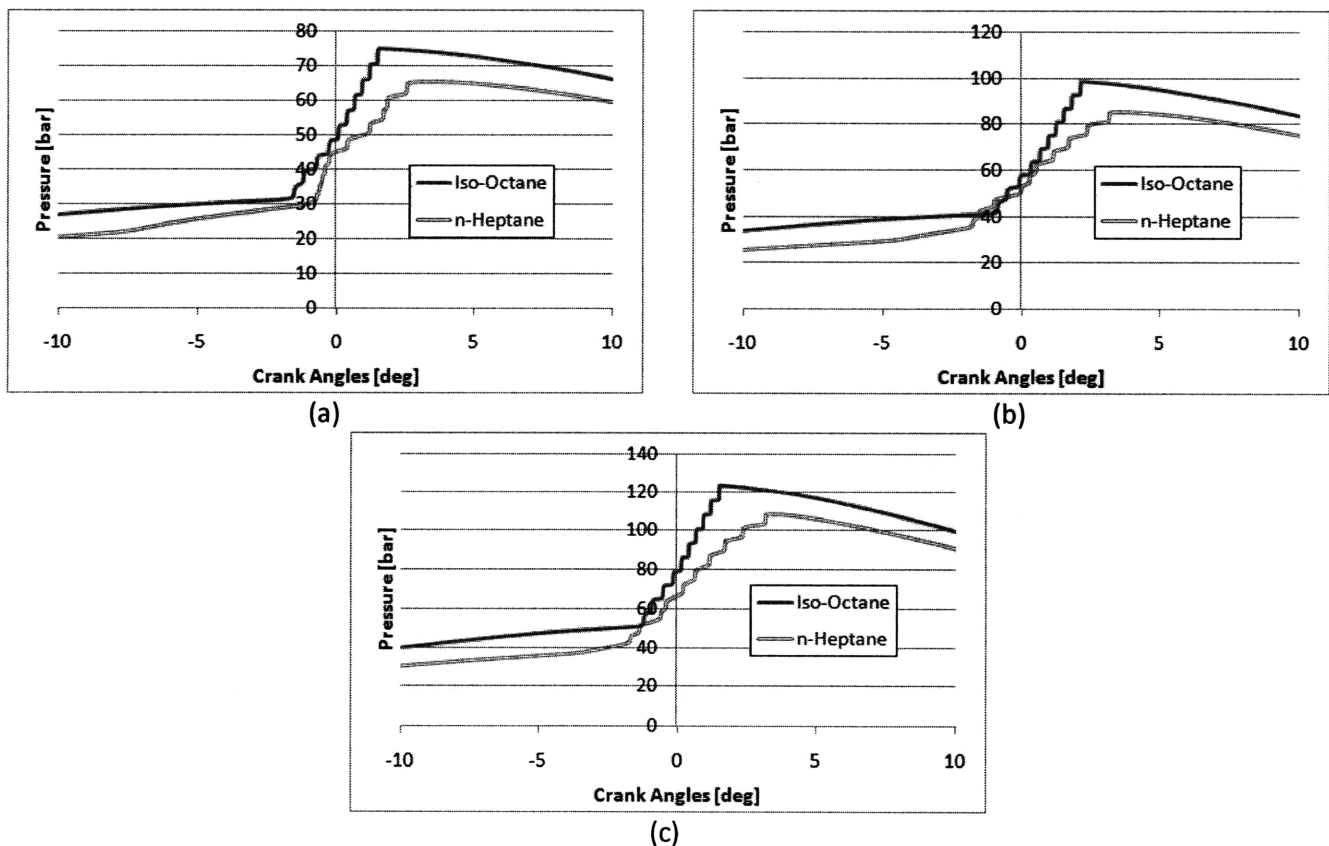 80
70
60
50
40
30
20
10
0
Pressure [bar]
Iso-Octane
n-Heptane
-10 -5 0 5 10
Crank Angles [deg]
(a)
120
100
80
60
40
20
0
Pressure [bar]
Iso-Octane
n-Heptane
-10 -5 0 5 10
Crank Angles [deg]
(b)
140
120
100
80
60
40
20
0
Pressure [bar]
Iso-Octane
n-Heptane
-10 -5 0 5 10
Crank Angles [deg]
(c)